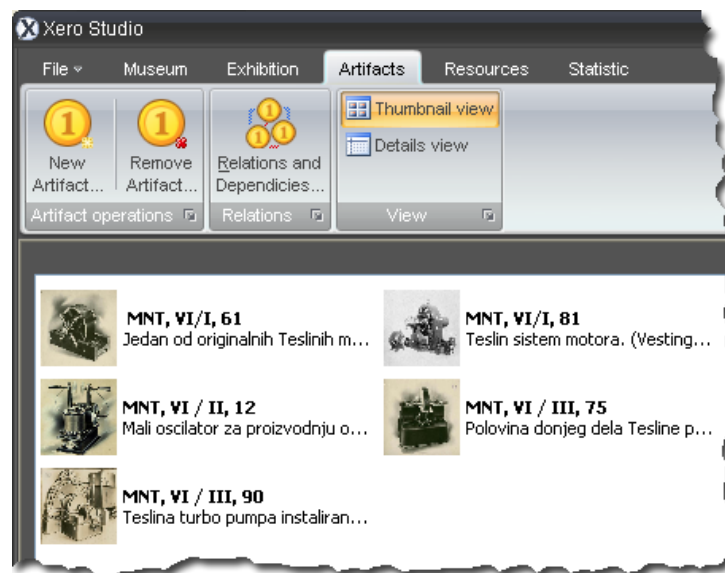 Xero Studio
File Museum Exhibition Artifacts Resources Statistic
New Artifact...
Remove Artifact...
Relations and Dependicies...
Thumbnail view
Details view
Artifact operations Relations View
MNT, VI/I, 61
Jedan od originalnih Teslinih m...
MNT, VI/I, 81
Teslin sistem motora. (Vesting...
MNT, VI / II, 12
Mali oscilator za proizvodnju o...
MNT, VI / III, 75
Polovina donjeg dela Tesline p...
MNT, VI / III, 90
Teslina turbo pumpa instaliran...